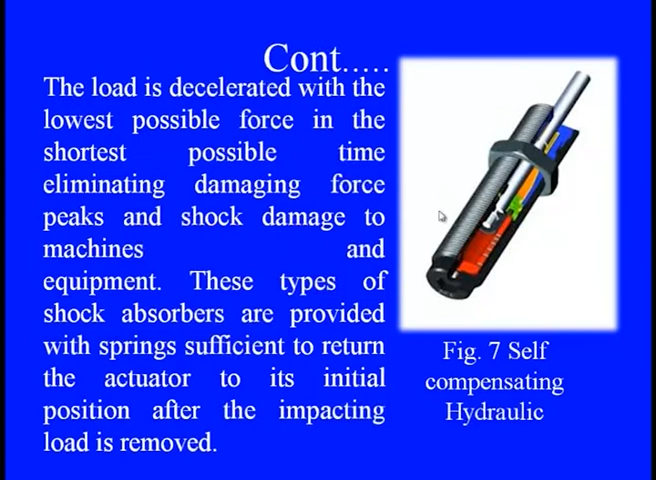 Cont.....
The load is decelerated with the
lowest possible force in the
shortest possible time
eliminating damaging force
peaks and shock damage to
machines and
equipment. These types of
shock absorbers are provided
with springs sufficient to return
the actuator to its initial
position after the impacting
load is removed.
Fig. 7 Self
compensating
Hydraulic